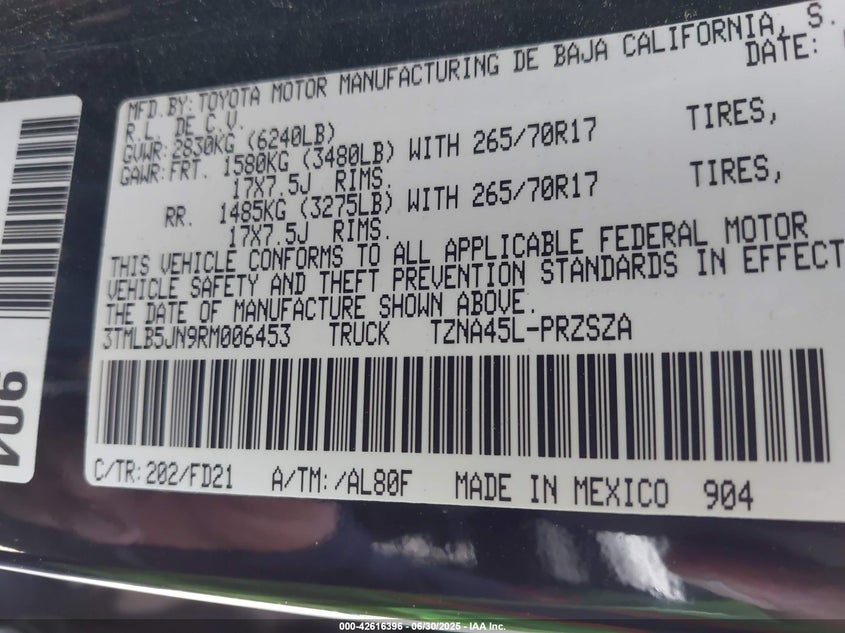 MFD.BY: TOYOTA MOTOR MANUFACTURING DE BAJA CALIFORNIA, S.
R.L. DE C.V. DATE:
GVWR: 2830KG (6240LB)
GAWR: FRT. 1580KG (3480LB) WITH 265/70R17 TIRES,
17X7.5J RIMS.
RR. 1485KG (3275LB) WITH 265/70R17 TIRES,
17X7.5J RIMS.
THIS VEHICLE CONFORMS TO ALL APPLICABLE FEDERAL MOTOR
VEHICLE SAFETY AND THEFT PREVENTION STANDARDS IN EFFECT
THE DATE OF MANUFACTURE SHOWN ABOVE.
3TMLB5JN9RM006453 TRUCK TZNA45L-PRZSZA
C/TR: 202/FD21 A/TM: /AL80F MADE IN MEXICO 904
904
000-42616396 - 06/30/2025 - IAA Inc.